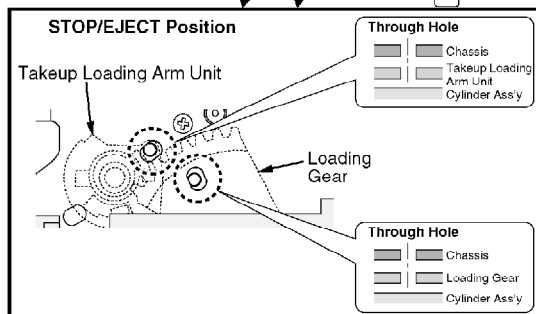 STOP/EJECT Position
Through Hole
Chassis
Takeup Loading
Arm Unit
Cylinder Ass'y
Takeup Loading Arm Unit
Loading
Gear
Through Hole
Chassis
Loading Gear
Cylinder Ass'y